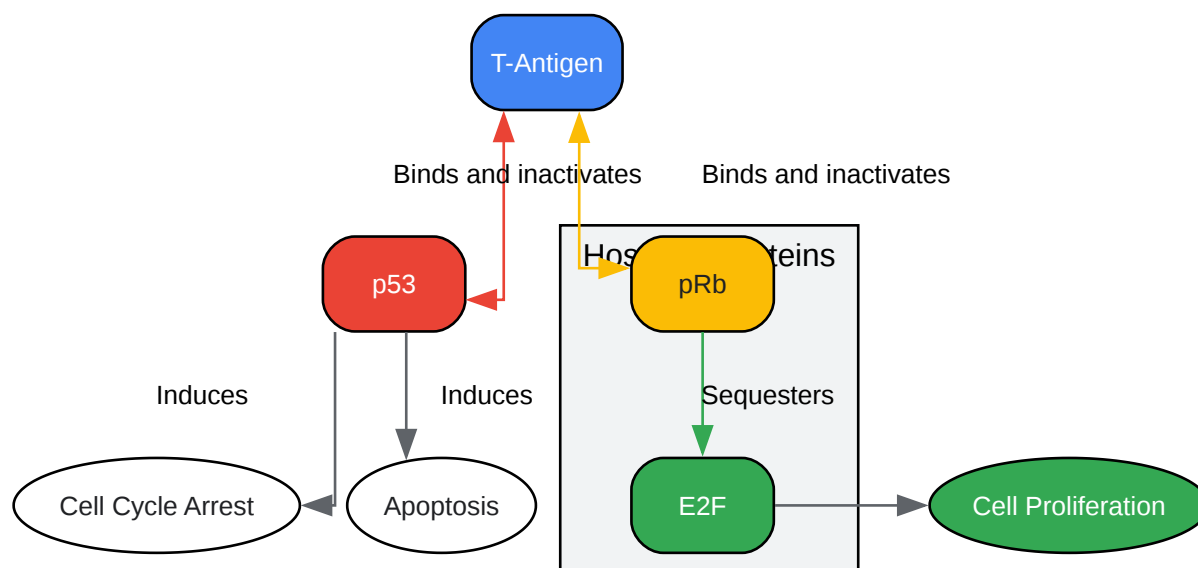 T-Antigen
Binds and inactivates
Binds and inactivates
p53
pRb
Induces
Induces
Sequesters
Cell Cycle Arrest
Apoptosis
E2F
Cell Proliferation